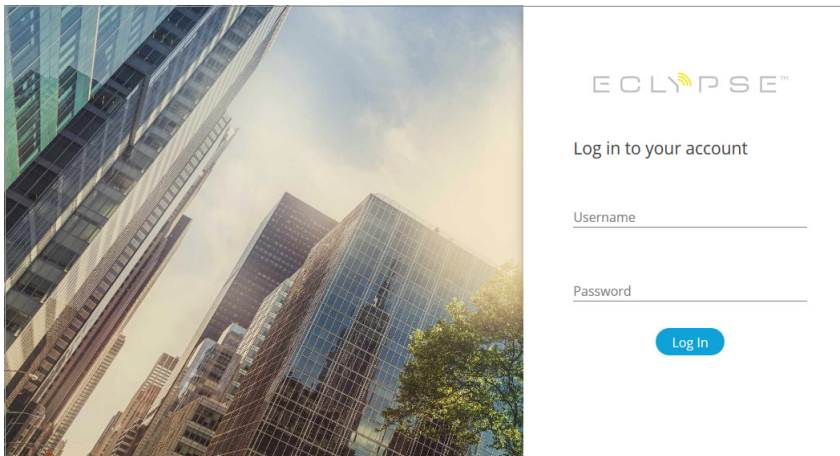 ECLYPSE™
Log in to your account
Username
Password
Log In